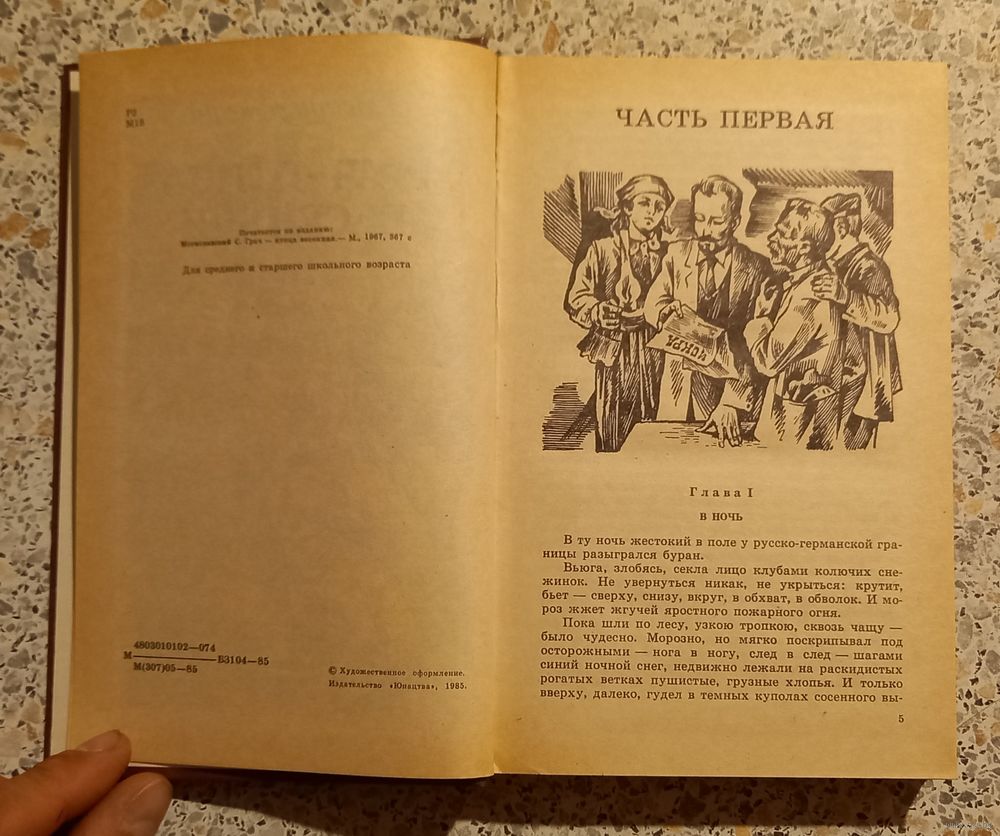 Р2
М18
Печатается по изданию:
Мстиславский С. Грач — птица весенняя.— М., 1967, 367 с
Для среднего и старшего школьного возраста
4803010102—074
М————Б3104—85
М(307)05—85
© Художественное оформление.
Издательство «Юнацтва», 1985.
ЧАСТЬ ПЕРВАЯ
ИСКРА
Глава I
В НОЧЬ
В ту ночь жестокий в поле у русско-германской гра-
ницы разыгрался буран.
Вьюга, злобясь, секла лицо клубами колючих сне-
жинок. Не увернуться никак, не укрыться: крутит,
бьет — сверху, снизу, вкруг, в обхват, в обволок. И мо-
роз жжет жгучей яростного пожарного огня.
Пока шли по лесу, узкою тропкою, сквозь чащу —
было чудесно. Морозно, но мягко поскрипывал под
осторожными — нога в ногу, след в след — шагами
синий ночной снег, недвижно лежали на раскидистых
рогатых ветках пушистые, грузные хлопья. И только
вверху, далеко, гудел в темных куполах сосенного вы-
5